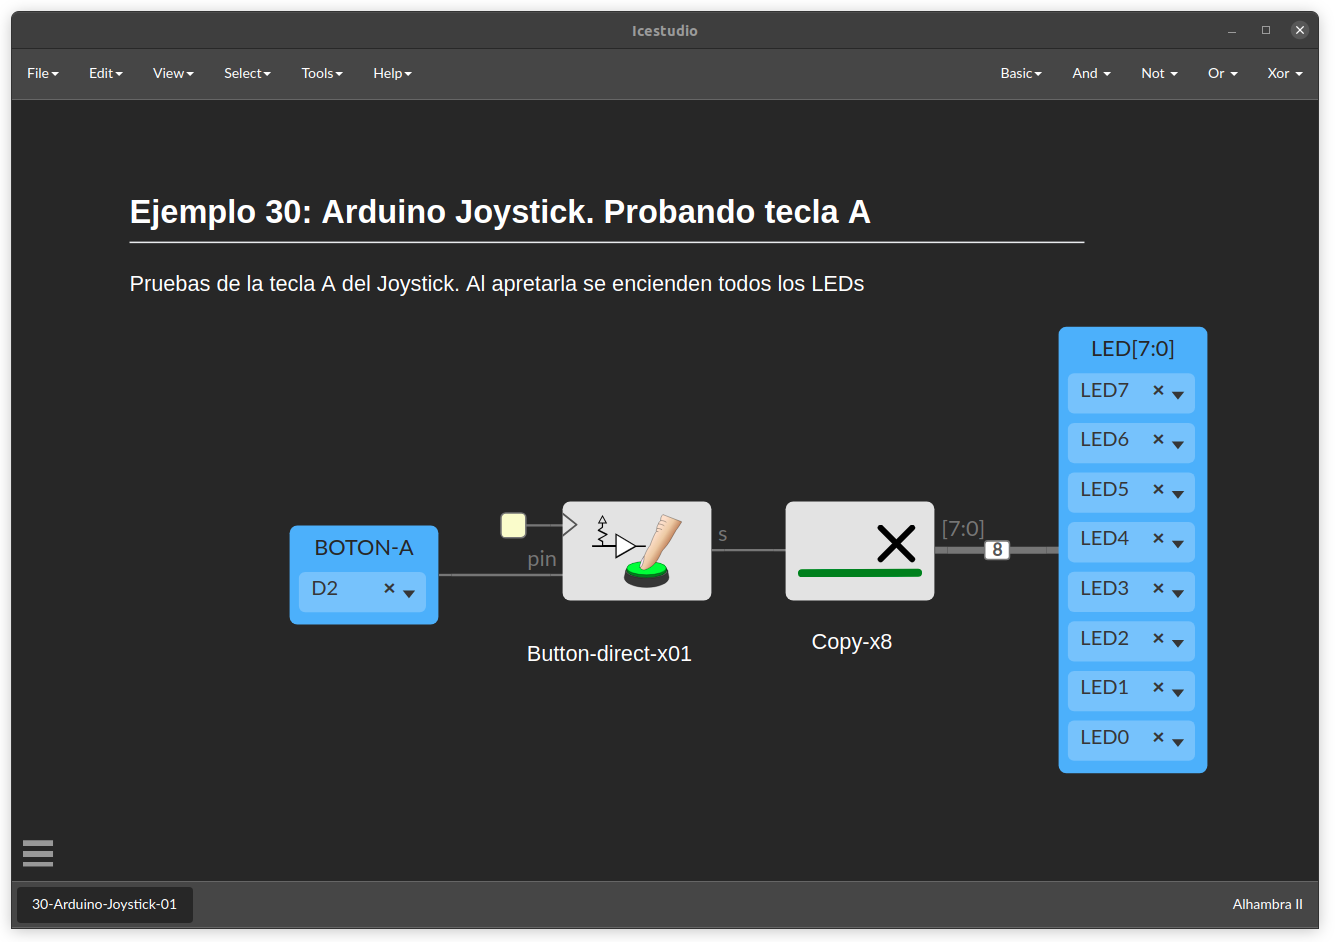 Icestudio
File Edit View Select Tools Help Basic And Not Or Xor
Ejemplo 30: Arduino Joystick. Probando tecla A
Pruebas de la tecla A del Joystick. Al apretarla se encienden todos los LEDs
LED[7:0]
LED7
LED6
LED5
LED4
LED3
LED2
LED1
LED0
BOTON-A
D2
pin
s
[7:0]
8
Button-direct-x01
Copy-x8
30-Arduino-Joystick-01
Alhambra II